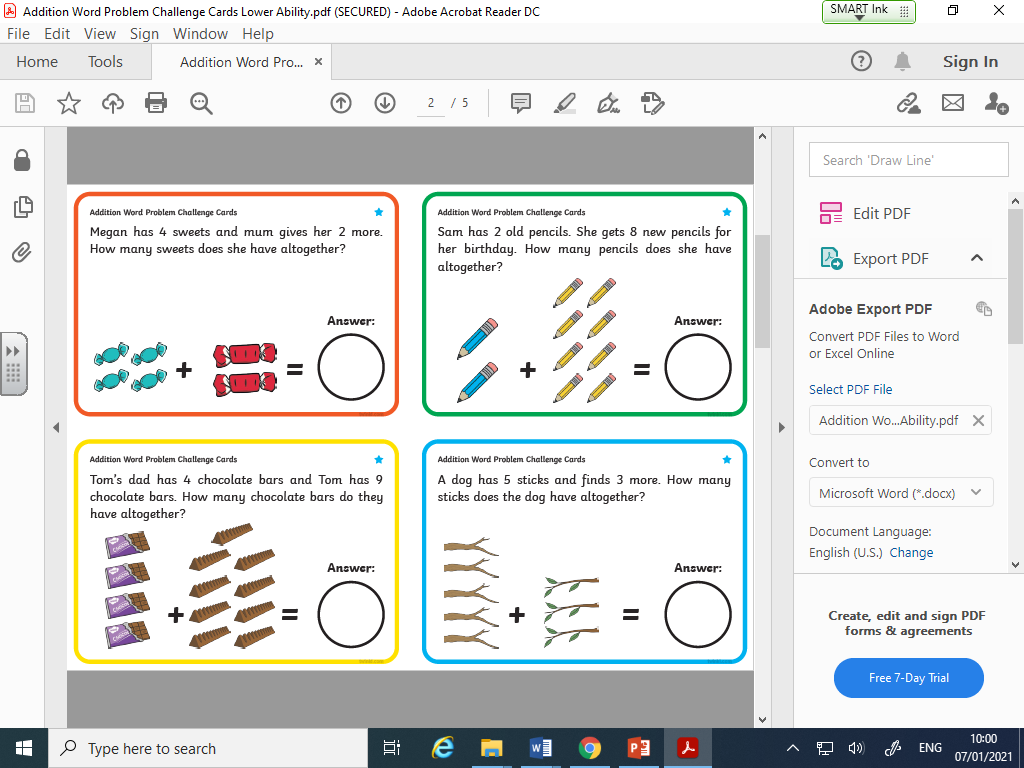 Addition Word Problem Challenge Cards Lower Ability.pdf (SECURED) - Adobe Acrobat Reader DC
SMART Ink
File Edit View Sign Window Help
Home Tools Addition Word Pro... × Sign In
2 / 5
Addition Word Problem Challenge Cards
Megan has 4 sweets and mum gives her 2 more.
How many sweets does she have altogether?
Answer:
+ =
Addition Word Problem Challenge Cards
Sam has 2 old pencils. She gets 8 new pencils for
her birthday. How many pencils does she have
altogether?
Answer:
+ =
Addition Word Problem Challenge Cards
Tom's dad has 4 chocolate bars and Tom has 9
chocolate bars. How many chocolate bars do they
have altogether?
Answer:
+ =
Addition Word Problem Challenge Cards
A dog has 5 sticks and finds 3 more. How many
sticks does the dog have altogether?
Answer:
+ =
Search 'Draw Line'
Edit PDF
Export PDF
Adobe Export PDF
Convert PDF Files to Word
or Excel Online
Select PDF File
Addition Wo...Ability.pdf
Convert to
Microsoft Word (*.docx)
Document Language:
English (U.S.) Change
Create, edit and sign PDF
forms & agreements
Free 7-Day Trial
Type here to search
ENG
10:00
07/01/2021